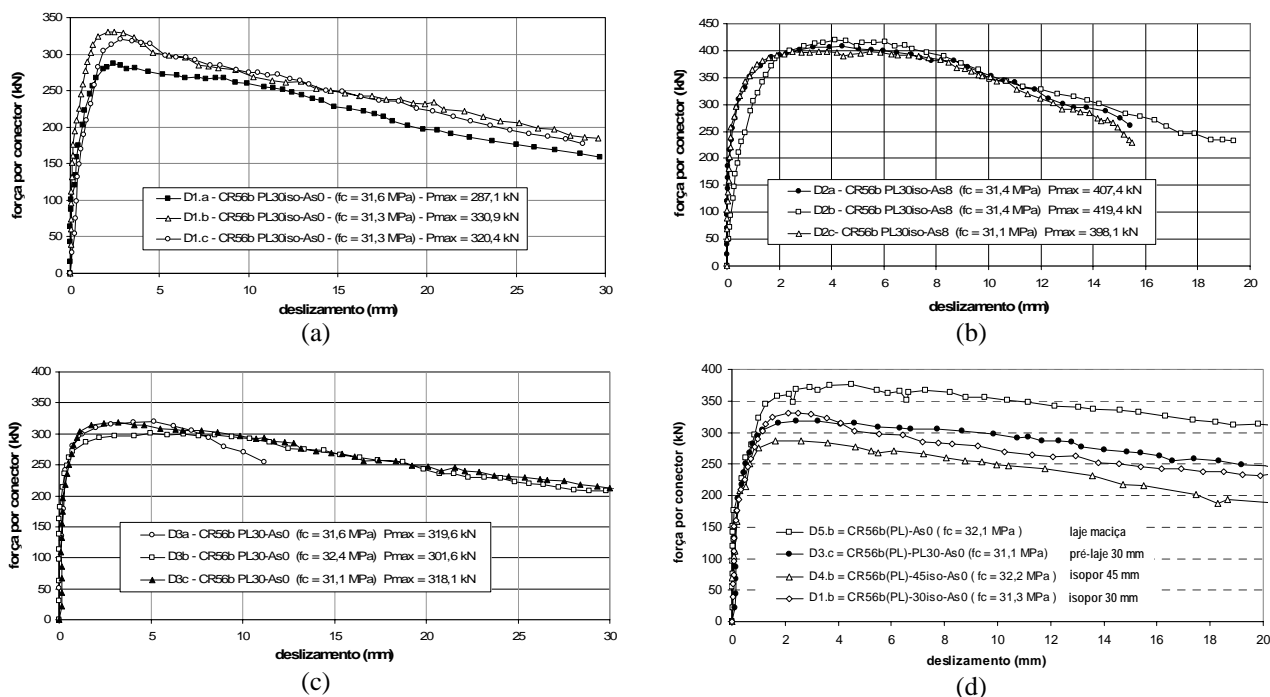 força por conector (kN)
350
300
250
200
150
100
50
0
D1.a - CR56b PL30iso-As0 - (fc = 31,6 MPa) - Pmax = 287,1 kN
D1.b - CR56b PL30iso-As0 - (fc = 31,3 MPa) - Pmax = 330,9 kN
D1.c - CR56b PL30iso-As0 - (fc = 31,3 MPa) - Pmax = 320,4 kN
0 5 10 15 20 25 30
deslizamento (mm)
(a)
força por conector (kN)
450
400
350
300
250
200
150
100
50
0
D2a - CR56b PL30iso-As8 (fc = 31,4 MPa) Pmax = 407,4 kN
D2b - CR56b PL30iso-As8 (fc = 31,4 MPa) Pmax = 419,4 kN
D2c- CR56b PL30iso-As8 (fc = 31,1 MPa) Pmax = 398,1 kN
0 2 4 6 8 10 12 14 16 18 20
deslizamento (mm)
(b)
força por conector (kN)
400
350
300
250
200
150
100
50
0
D3a - CR56b PL30-As0 (fc = 31,6 MPa) Pmax = 319,6 kN
D3b - CR56b PL30-As0 (fc = 32,4 MPa) Pmax = 301,6 kN
D3c - CR56b PL30-As0 (fc = 31,1 MPa) Pmax = 318,1 kN
0 5 10 15 20 25 30
deslizamento (mm)
(c)
força por conector (kN)
400
350
300
250
200
150
100
50
0
D5.b = CR56b(PL)-As0 ( fc = 32,1 MPa) laje maciça
D3.c = CR56b(PL)-PL30-As0 (fc = 31,1 MPa) pré-laje 30 mm
D4.b = CR56b(PL)-45iso-As0 ( fc = 32,2 MPa) isopor 45 mm
D1.b = CR56b(PL)-30iso-As0 ( fc = 31,3 MPa) isopor 30 mm
0 2 4 6 8 10 12 14 16 18 20
deslizamento (mm)
(d)